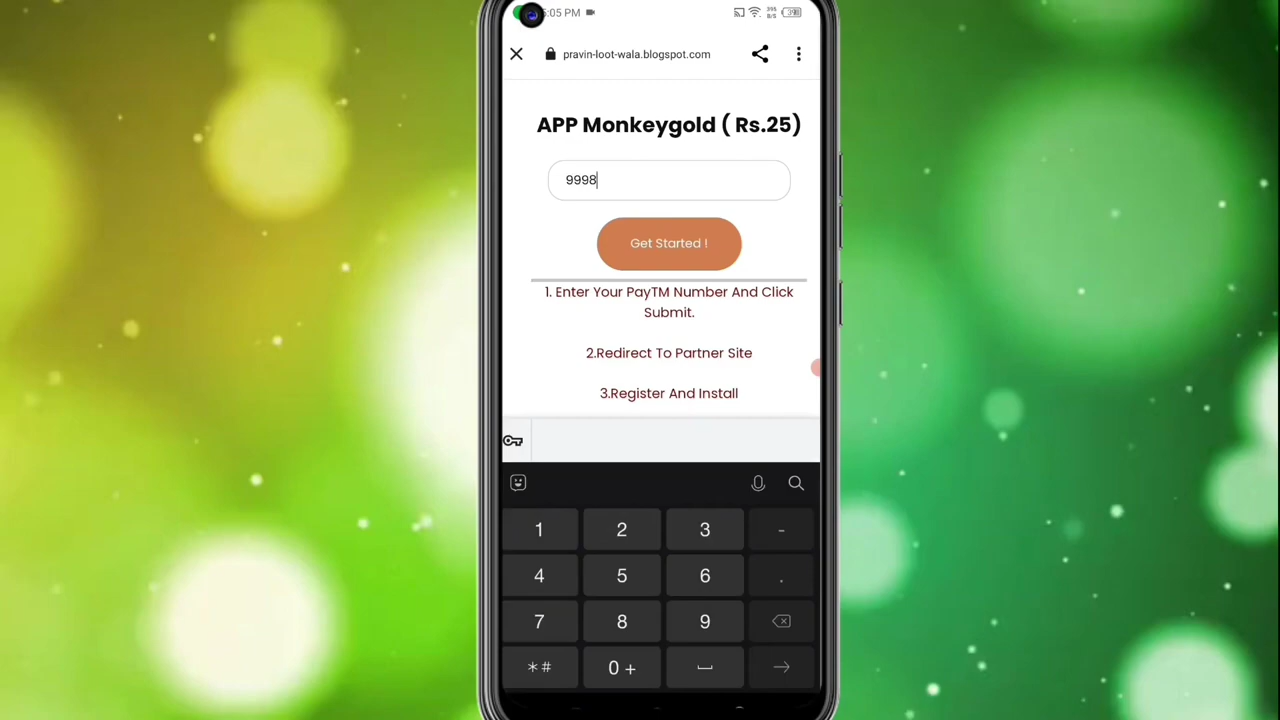 5:05 PM
395 B/S
pravin-loot-wala.blogspot.com
APP Monkeygold ( Rs.25)
9998
Get Started !
1. Enter Your PayTM Number And Click
Submit.
2.Redirect To Partner Site
3.Register And Install
1 2 3 -
4 5 6 .
7 8 9
*# 0 +